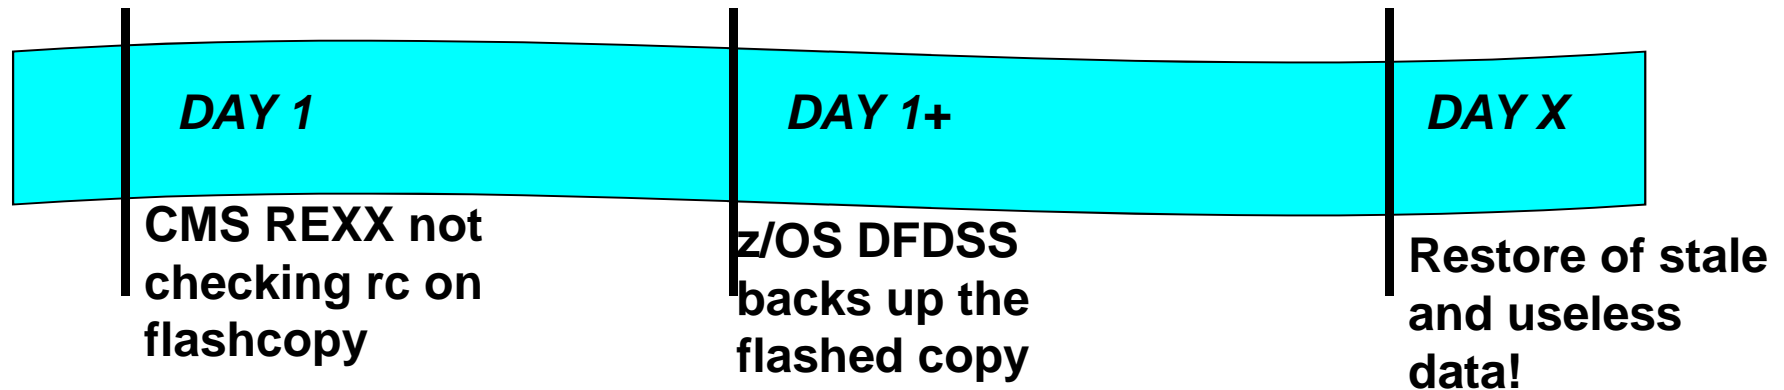 DAY 1
DAY 1+
DAY X
CMS REXX not
checking rc on
flashcopy
z/OS DFDSS
backs up the
flashed copy
Restore of stale
and useless
data!